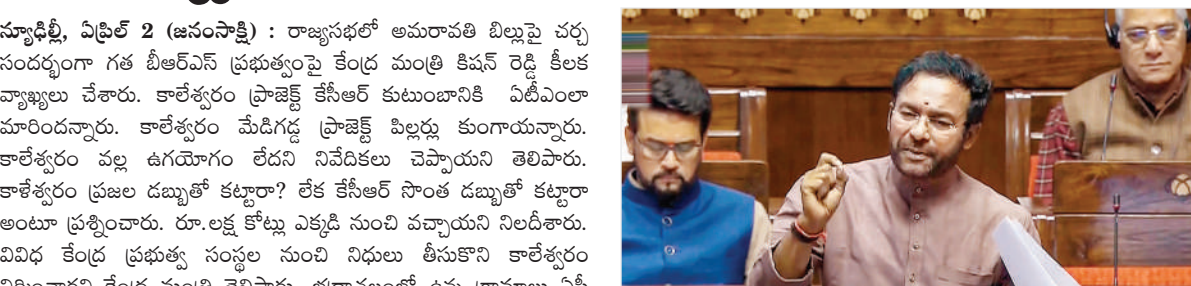 న్యూఢిల్లీ, ఏప్రిల్ 2 (జనంసాక్షి) : రాజ్యసభలో అమరావతి బిల్లుపై చర్చ
సందర్భంగా గత బీఆర్ఎస్ ప్రభుత్వంపై కేంద్ర మంత్రి కిషన్ రెడ్డి కీలక
వ్యాఖ్యలు చేశారు. కాలేశ్వరం ప్రాజెక్ట్ కేసీఆర్ కుటుంబానికి ఏటీఎంలా
మారిందన్నారు. కాలేశ్వరం మేడిగడ్డ ప్రాజెక్ట్ పిల్లర్లు కుంగాయన్నారు.
కాలేశ్వరం వల్ల ఉగయోగం లేదని నివేదికలు చెప్పాయని తెలిపారు.
కాళేశ్వరం ప్రజల డబ్బుతో కట్టారా? లేక కేసీఆర్ సొంత డబ్బుతో కట్టారా
అంటూ ప్రశ్నించారు. రూ.లక్ష కోట్లు ఎక్కడి నుంచి వచ్చాయని నిలదీశారు.
వివిధ కేంద్ర ప్రభుత్వ సంస్థల నుంచి నిధులు తీసుకొని కాలేశ్వరం